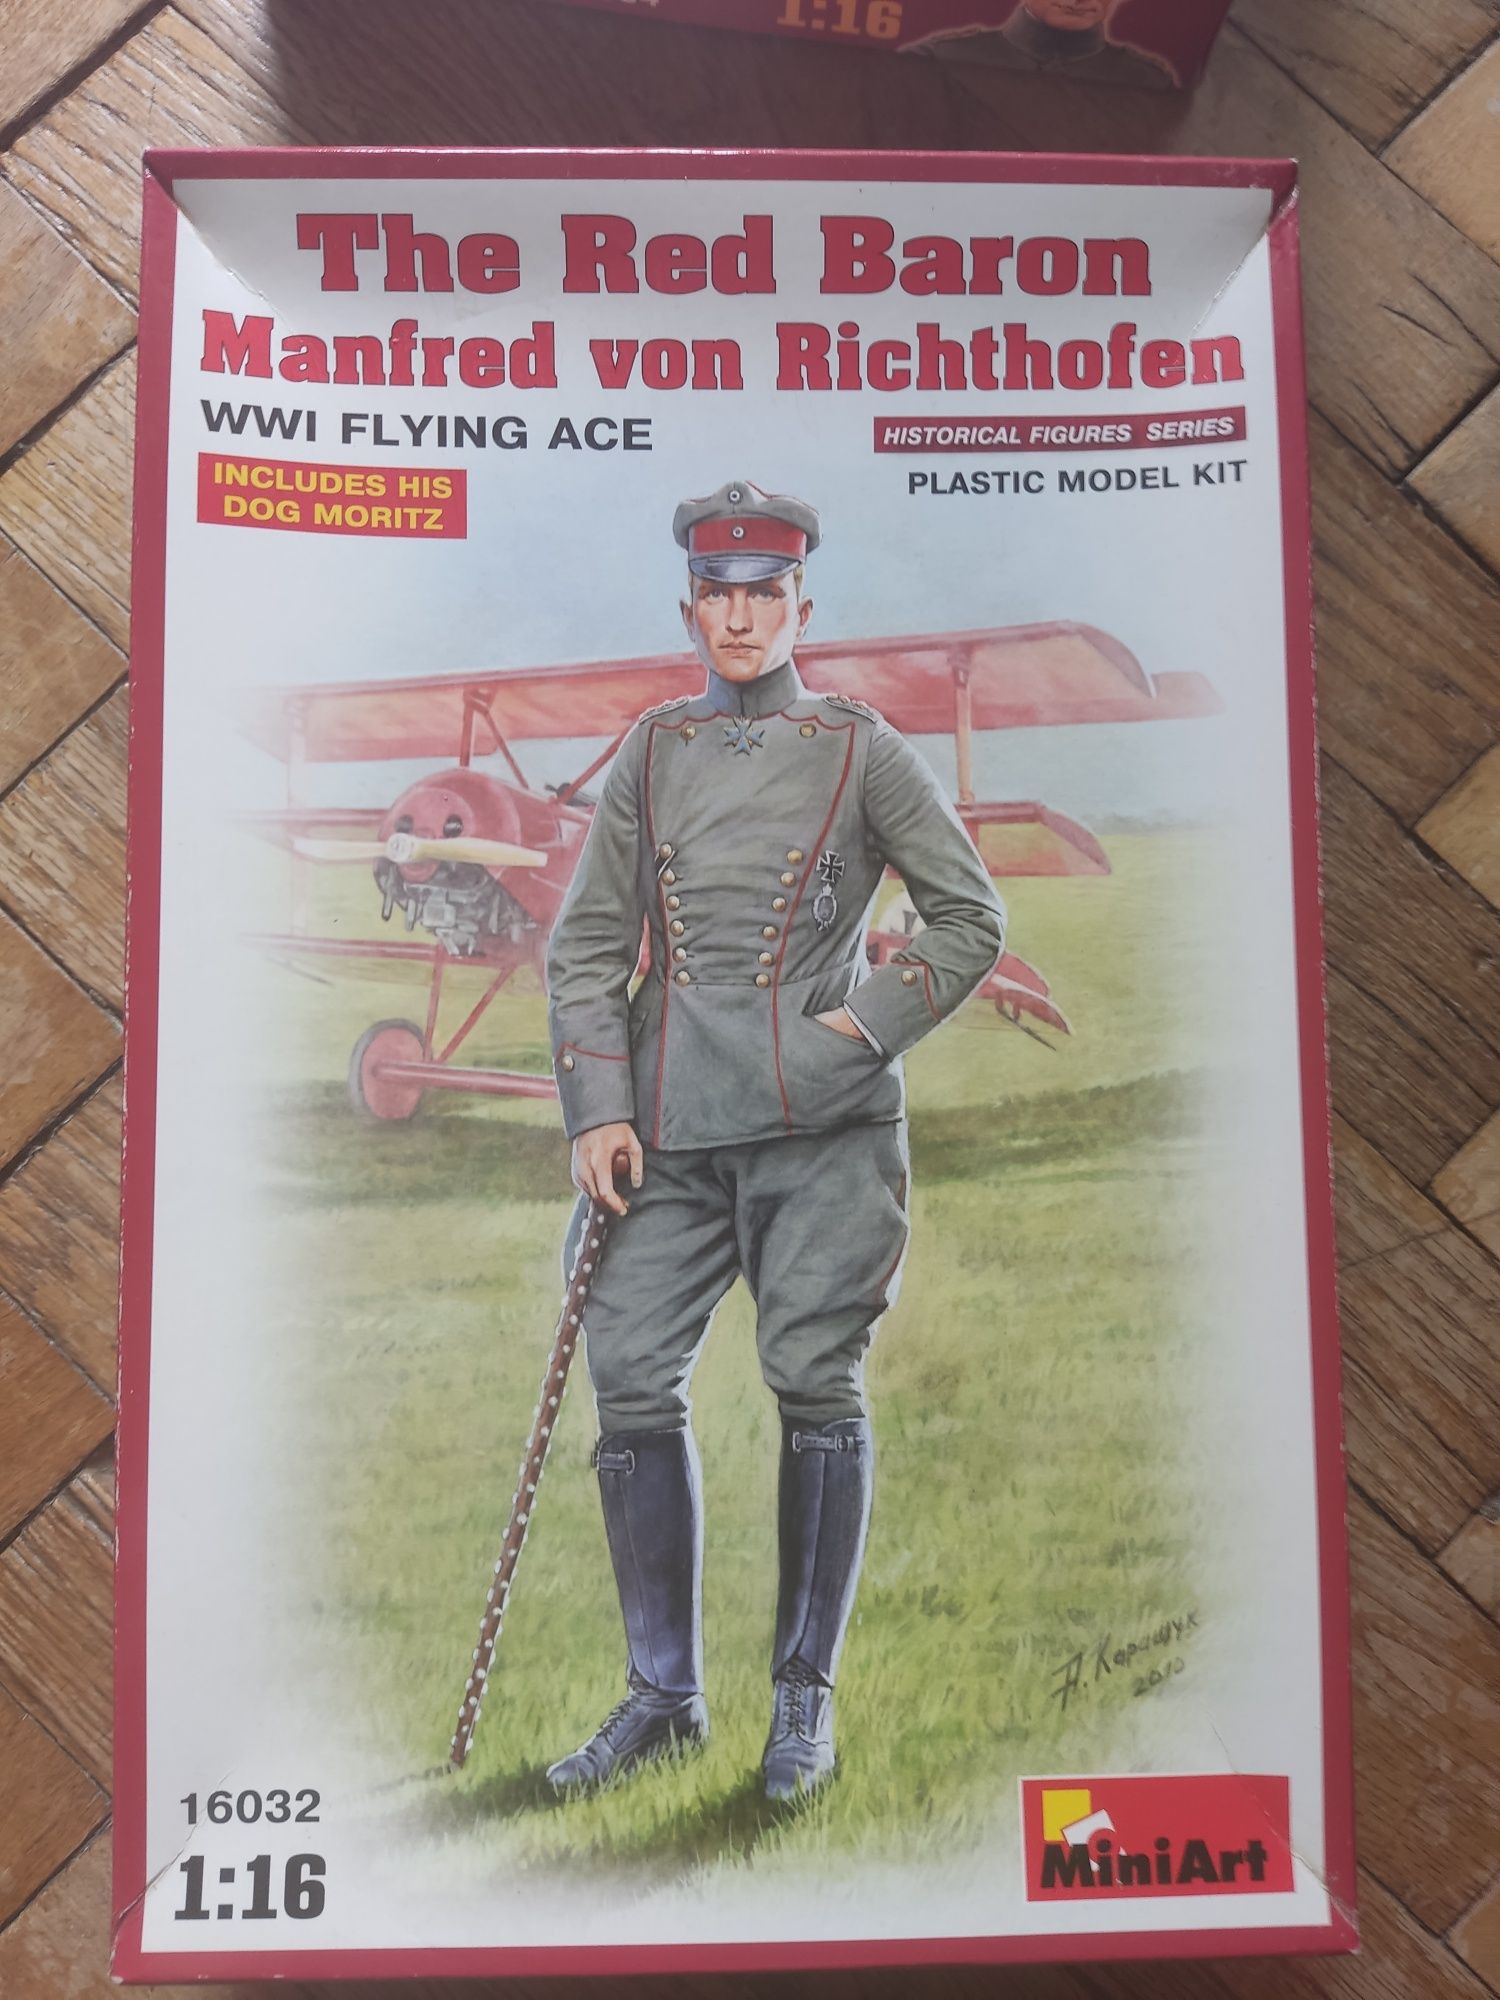 1:16
The Red Baron
Manfred von Richthofen
WWI FLYING ACE
HISTORICAL FIGURES SERIES
INCLUDES HIS
DOG MORITZ
PLASTIC MODEL KIT
А. Каращук
2010
16032
1:16
MiniArt